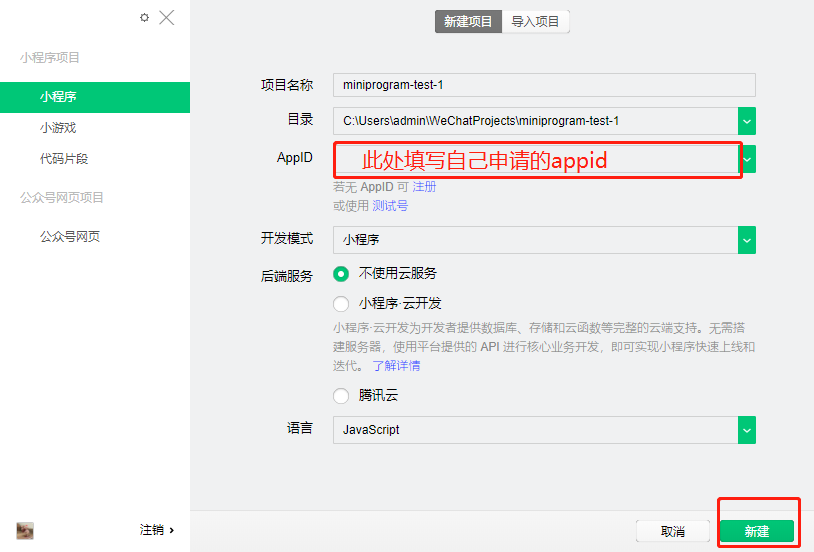 新建项目 导入项目
小程序项目
小程序
小游戏
代码片段
公众号网页项目
公众号网页
注销 ›
项目名称 miniprogram-test-1
目录 C:\Users\admin\WeChatProjects\miniprogram-test-1
AppID 此处填写自己申请的appid
若无 AppID 可 注册
或使用 测试号
开发模式 小程序
后端服务 不使用云服务
小程序·云开发
小程序·云开发为开发者提供数据库、存储和云函数等完整的云端支持。无需搭
建服务器，使用平台提供的 API 进行核心业务开发，即可实现小程序快速上线和
迭代。 了解详情
腾讯云
语言 JavaScript
取消 新建